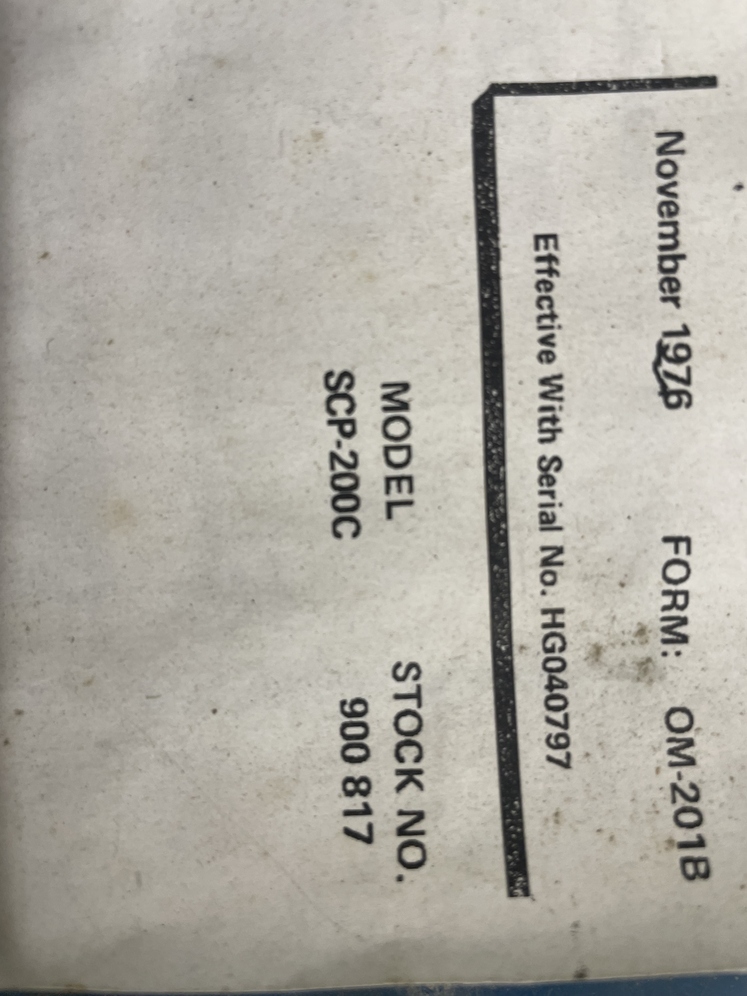 November 1976 FORM: OM-201B
Effective With Serial No. HG040797
MODEL STOCK NO.
SCP-200C 900 817